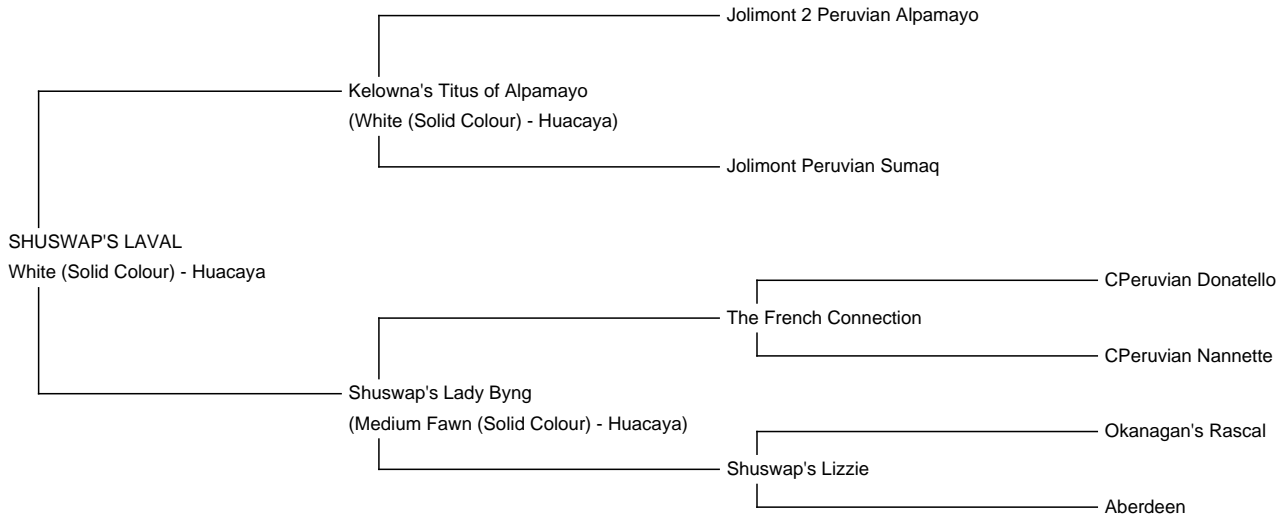 Jolimont 2 Peruvian Alpamayo
Kelowna's Titus of Alpamayo
(White (Solid Colour) - Huacaya)
Jolimont Peruvian Sumaq
SHUSWAP'S LAVAL
White (Solid Colour) - Huacaya
CPeruvian Donatello
The French Connection
CPeruvian Nannette
Shuswap's Lady Byng
(Medium Fawn (Solid Colour) - Huacaya)
Okanagan's Rascal
Shuswap's Lizzie
Aberdeen